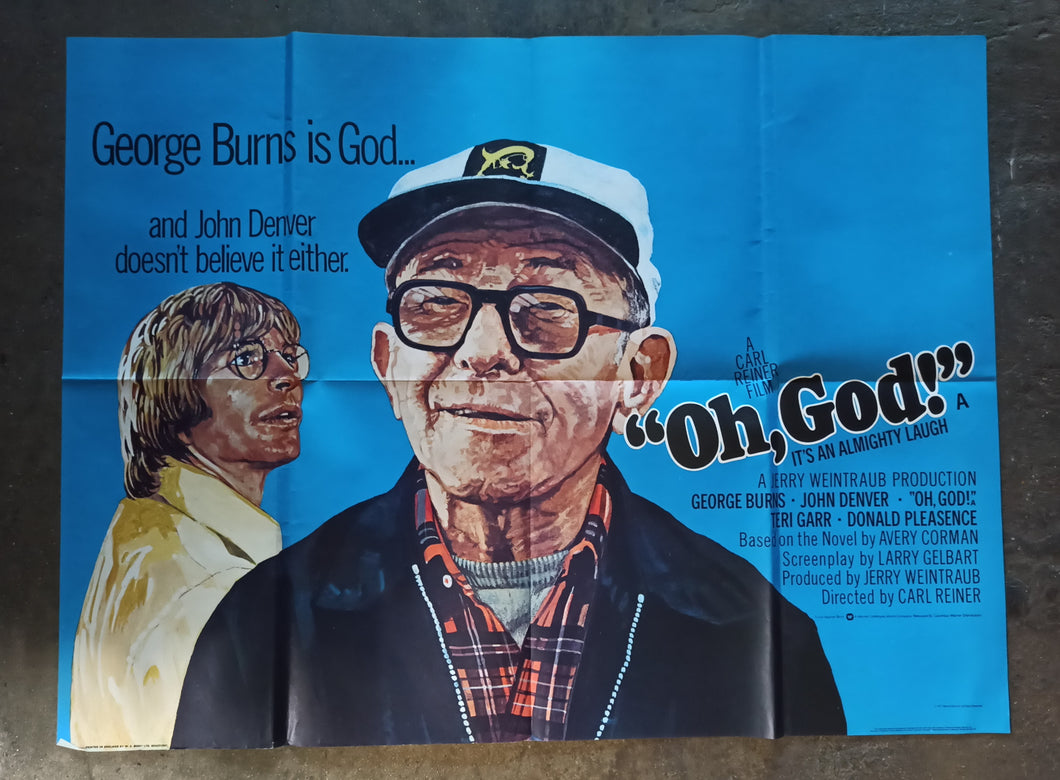 George Burns is God...
and John Denver
doesn't believe it either.
A
CARL
REINER
FILM
“Oh, God!”
A
IT'S AN ALMIGHTY LAUGH
A JERRY WEINTRAUB PRODUCTION
GEORGE BURNS · JOHN DENVER · "OH, GOD!"
TERI GARR · DONALD PLEASENCE
Based on the Novel by AVERY CORMAN
Screenplay by LARRY GELBART
Produced by JERRY WEINTRAUB
Directed by CARL REINER